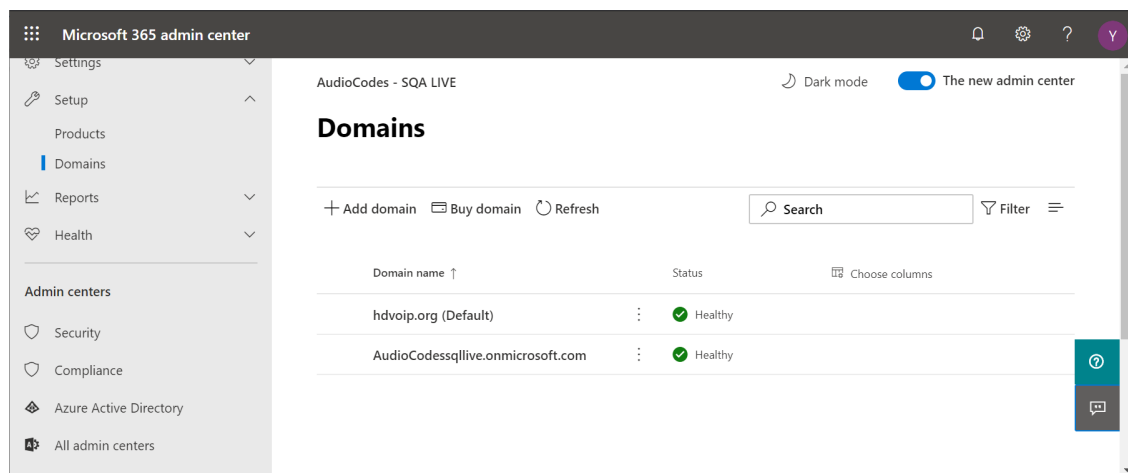 Microsoft 365 admin center
?
Y
Settings
Setup
Products
Domains
Reports
Health
Admin centers
Security
Compliance
Azure Active Directory
All admin centers
AudioCodes - SQA LIVE
Dark mode
The new admin center
Domains
Add domain Buy domain Refresh
Search
Filter
Domain name ↑ Status Choose columns
hdvoip.org (Default) Healthy
AudioCodessqllive.onmicrosoft.com Healthy